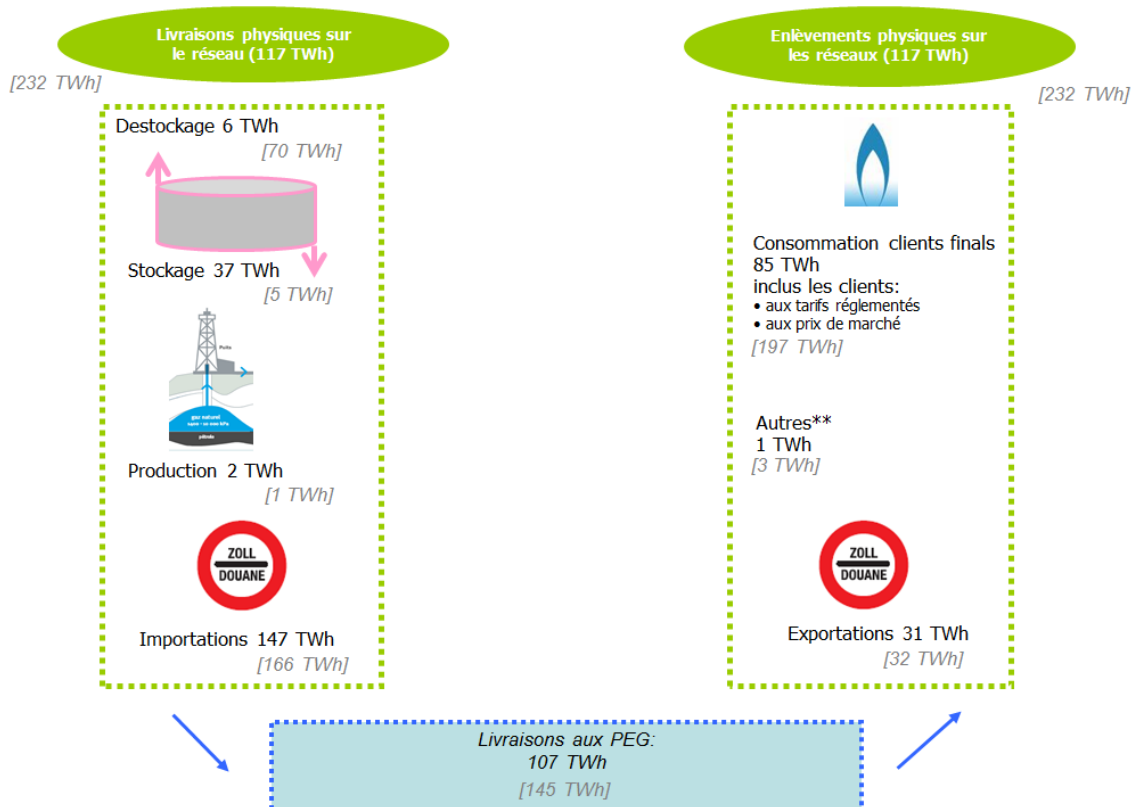 Livraisons physiques sur
le réseau (117 TWh)
[232 TWh]
Destockage 6 TWh
[70 TWh]
Stockage 37 TWh
[5 TWh]
Puits
gaz naturel
pétrole
Production 2 TWh
[1 TWh]
ZOLL
DOUANE
Importations 147 TWh
[166 TWh]
Enlèvements physiques sur
les réseaux (117 TWh)
[232 TWh]
Consommation clients finals
85 TWh
inclus les clients:
• aux tarifs réglementés
• aux prix de marché
[197 TWh]
Autres**
1 TWh
[3 TWh]
ZOLL
DOUANE
Exportations 31 TWh
[32 TWh]
Livraisons aux PEG:
107 TWh
[145 TWh]